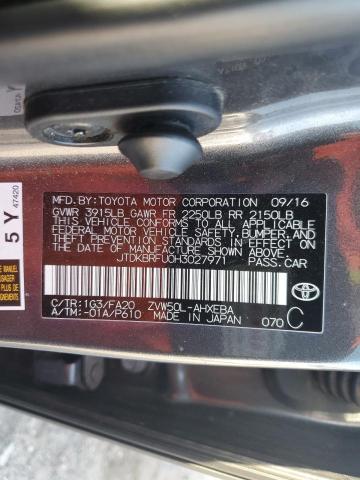 MFD.BY:TOYOTA MOTOR CORPORATION 09/16
GVWR 3915LB GAWR FR 2250LB RR 2150LB
THIS VEHICLE CONFORMS TO ALL APPLICABLE
FEDERAL MOTOR VEHICLE SAFETY, BUMPER, AND
THEFT PREVENTION STANDARDS IN EFFECT ON
THE DATE OF MANUFACTURE SHOWN ABOVE.
JTDKBRFU0H3027971 PASS.CAR
C/TR:1G3/FA20 ZVW50L-AHXEBA
A/TM:-01A/P610 MADE IN JAPAN 070 C
TOYOTA
5 Y 47420